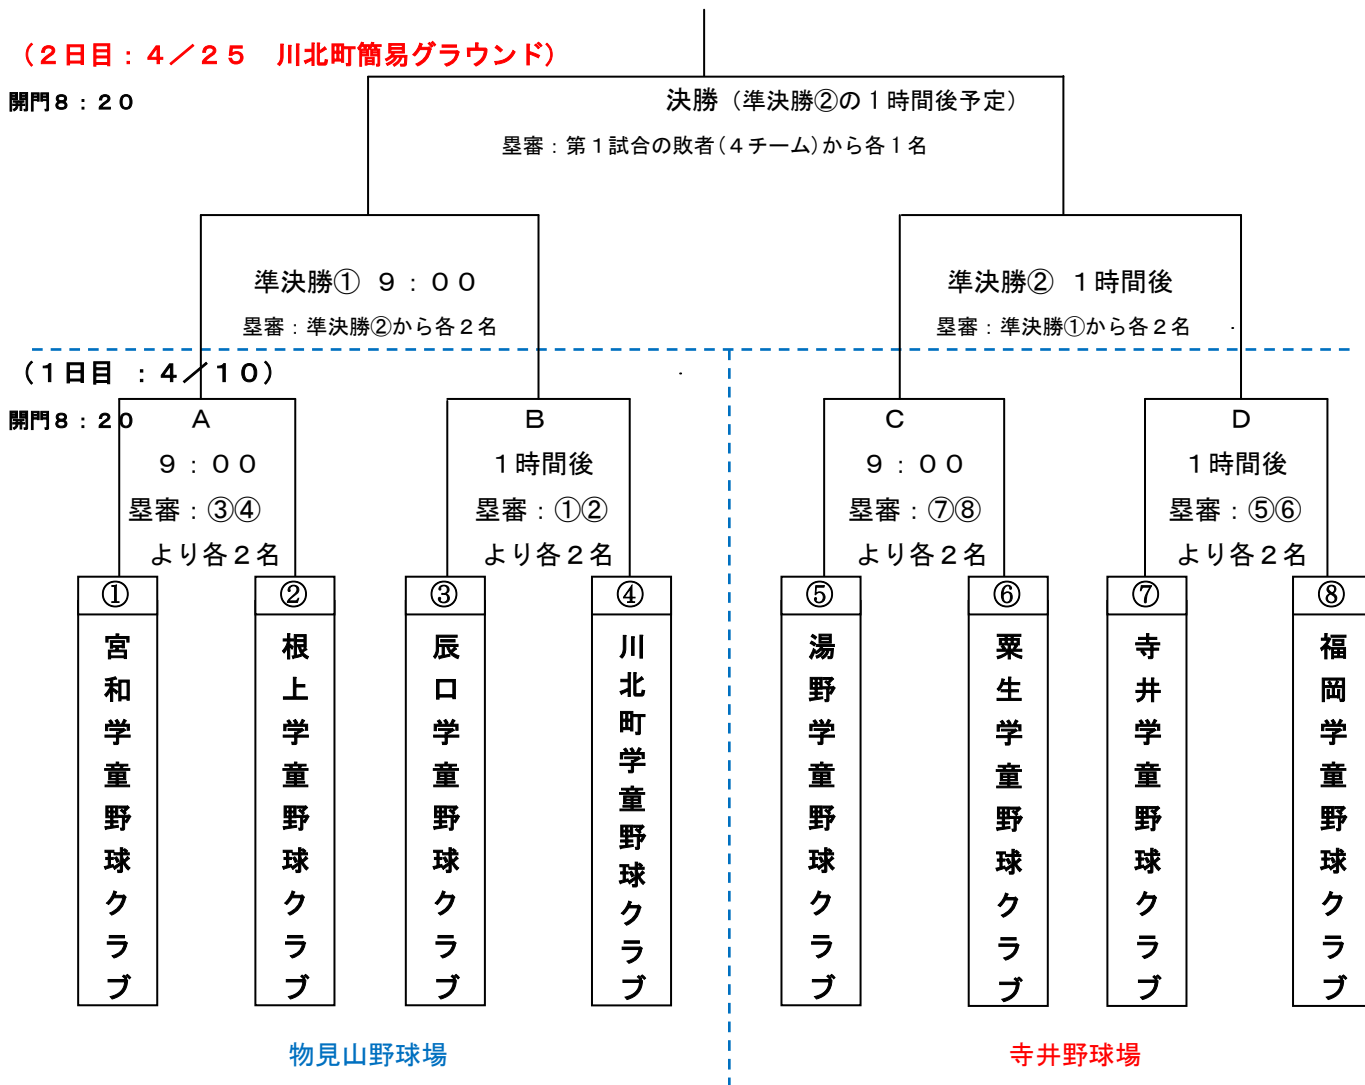 （２日目：４／２５　川北町簡易グラウンド）
開門８：２０
決勝（準決勝②の１時間後予定）
塁審：第１試合の敗者（４チーム）から各１名
準決勝①　９：００
塁審：準決勝②から各２名
準決勝②　１時間後
塁審：準決勝①から各２名
（１日目　：４／１０）
開門８：２０
A
９：００
塁審：③④
より各２名
B
１時間後
塁審：①②
より各２名
C
９：００
塁審：⑦⑧
より各２名
D
１時間後
塁審：⑤⑥
より各２名
①
宮和学童野球クラブ
②
根上学童野球クラブ
③
辰口学童野球クラブ
④
川北町学童野球クラブ
⑤
湯野学童野球クラブ
⑥
粟生学童野球クラブ
⑦
寺井学童野球クラブ
⑧
福岡学童野球クラブ
物見山野球場
寺井野球場